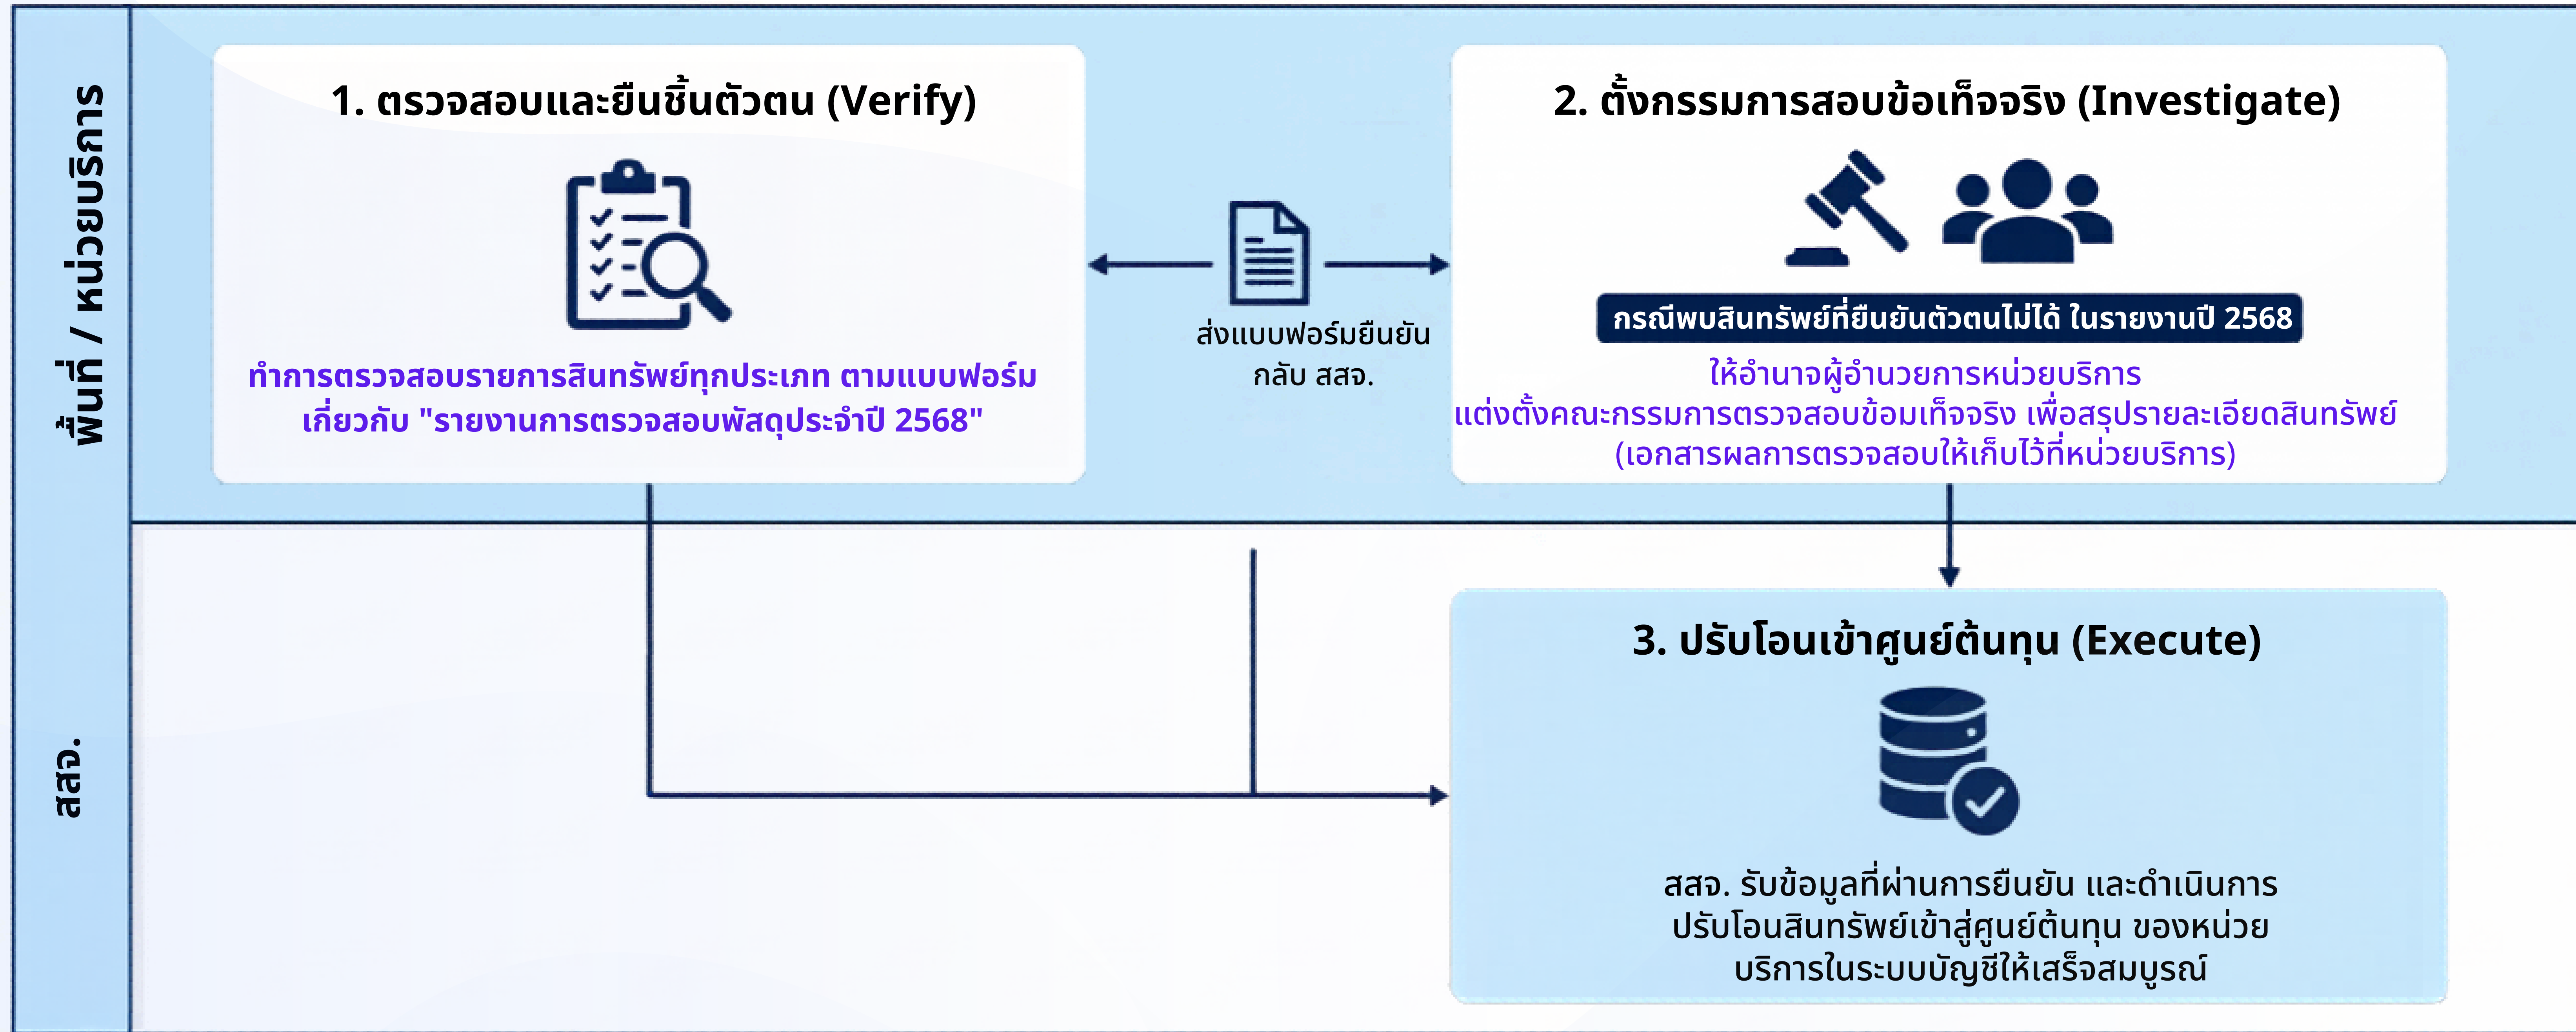 พื้นที่ / หน่วยบริการ
1. ตรวจสอบและยืนชิ้นตัวตน (Verify)
ทำการตรวจสอบรายการสินทรัพย์ทุกประเภท ตามแบบฟอร์ม
เกี่ยวกับ "รายงานการตรวจสอบพัสดุประจำปี 2568"
ส่งแบบฟอร์มยืนยัน
กลับ สสจ.
2. ตั้งกรรมการสอบข้อเท็จจริง (Investigate)
กรณีพบสินทรัพย์ที่ยืนยันตัวตนไม่ได้ ในรายงานปี 2568
ให้อำนาจผู้อำนวยการหน่วยบริการ
แต่งตั้งคณะกรรมการตรวจสอบข้อมเท็จจริง เพื่อสรุปรายละเอียดสินทรัพย์
(เอกสารผลการตรวจสอบให้เก็บไว้ที่หน่วยบริการ)
สสจ.
3. ปรับโอนเข้าศูนย์ต้นทุน (Execute)
สสจ. รับข้อมูลที่ผ่านการยืนยัน และดำเนินการ
ปรับโอนสินทรัพย์เข้าสู่ศูนย์ต้นทุน ของหน่วย
บริการในระบบบัญชีให้เสร็จสมบูรณ์